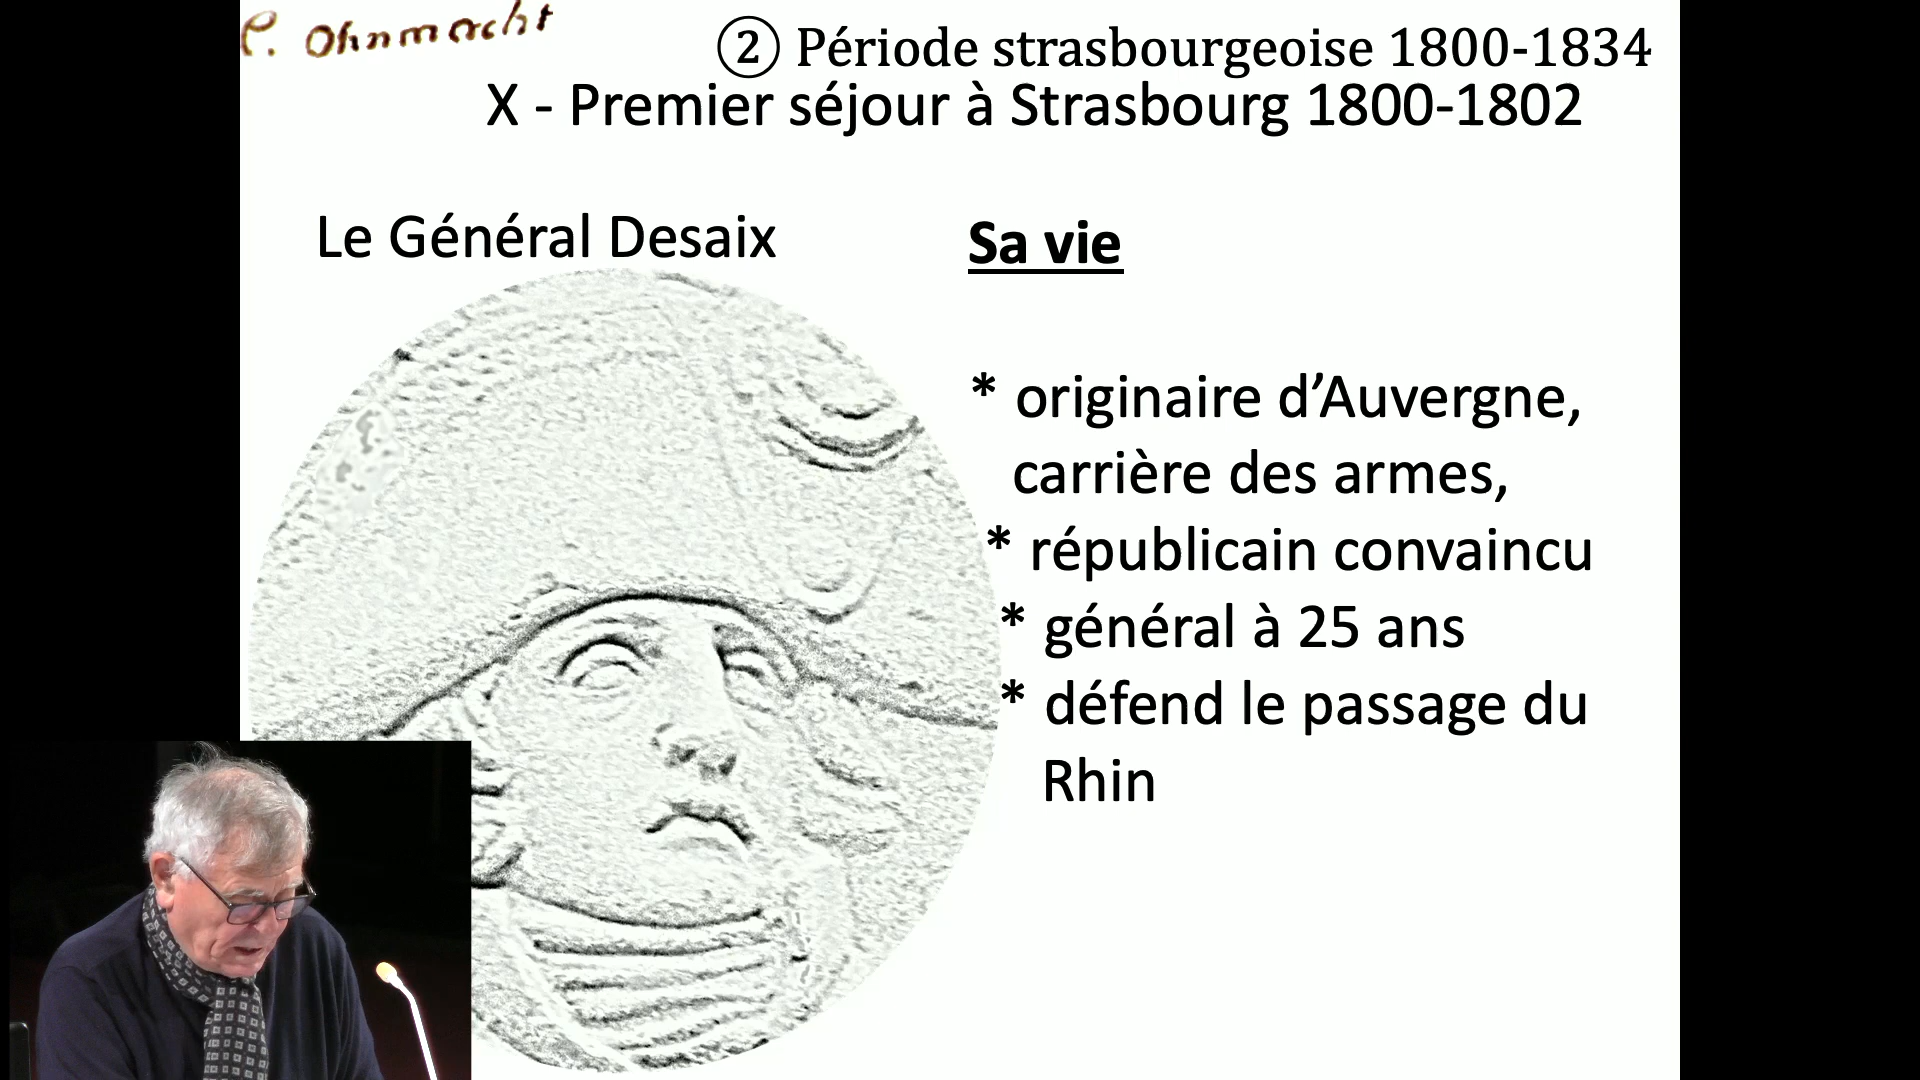 P. Ohnmacht
② Période strasbourgeoise 1800-1834
X - Premier séjour à Strasbourg 1800-1802
Le Général Desaix
Sa vie
* originaire d’Auvergne,
carrière des armes,
* républicain convaincu
* général à 25 ans
* défend le passage du
Rhin